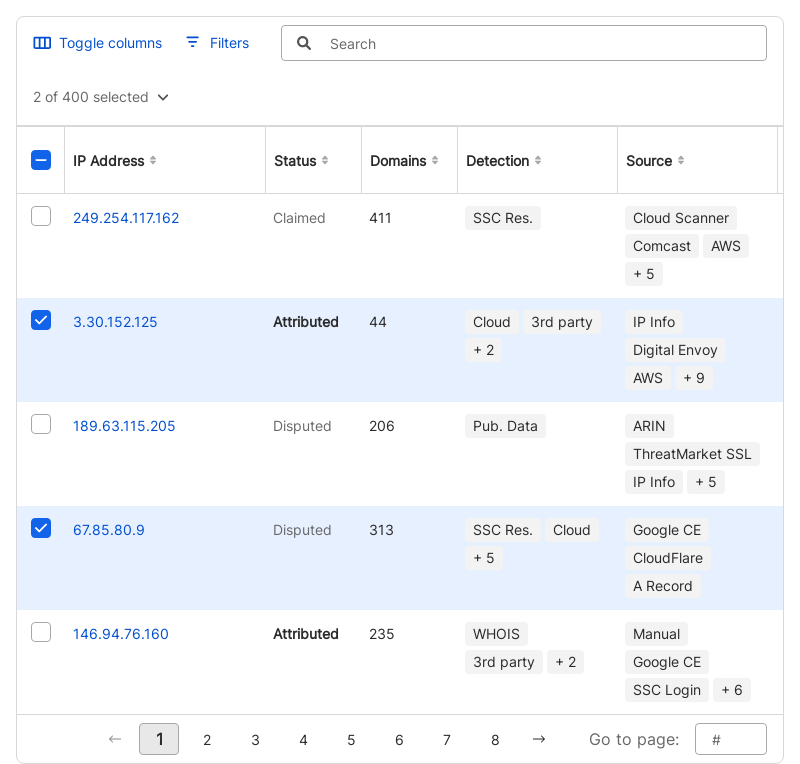 Toggle columns Filters Search
2 of 400 selected
IP Address Status Domains Detection Source
249.254.117.162 Claimed 411 SSC Res. Cloud Scanner
Comcast AWS
+ 5
3.30.152.125 Attributed 44 Cloud 3rd party IP Info
+ 2 Digital Envoy
AWS + 9
189.63.115.205 Disputed 206 Pub. Data ARIN
ThreatMarket SSL
IP Info + 5
67.85.80.9 Disputed 313 SSC Res. Cloud Google CE
+ 5 CloudFlare
A Record
146.94.76.160 Attributed 235 WHOIS Manual
3rd party + 2 Google CE
SSC Login + 6
← 1 2 3 4 5 6 7 8 → Go to page: #